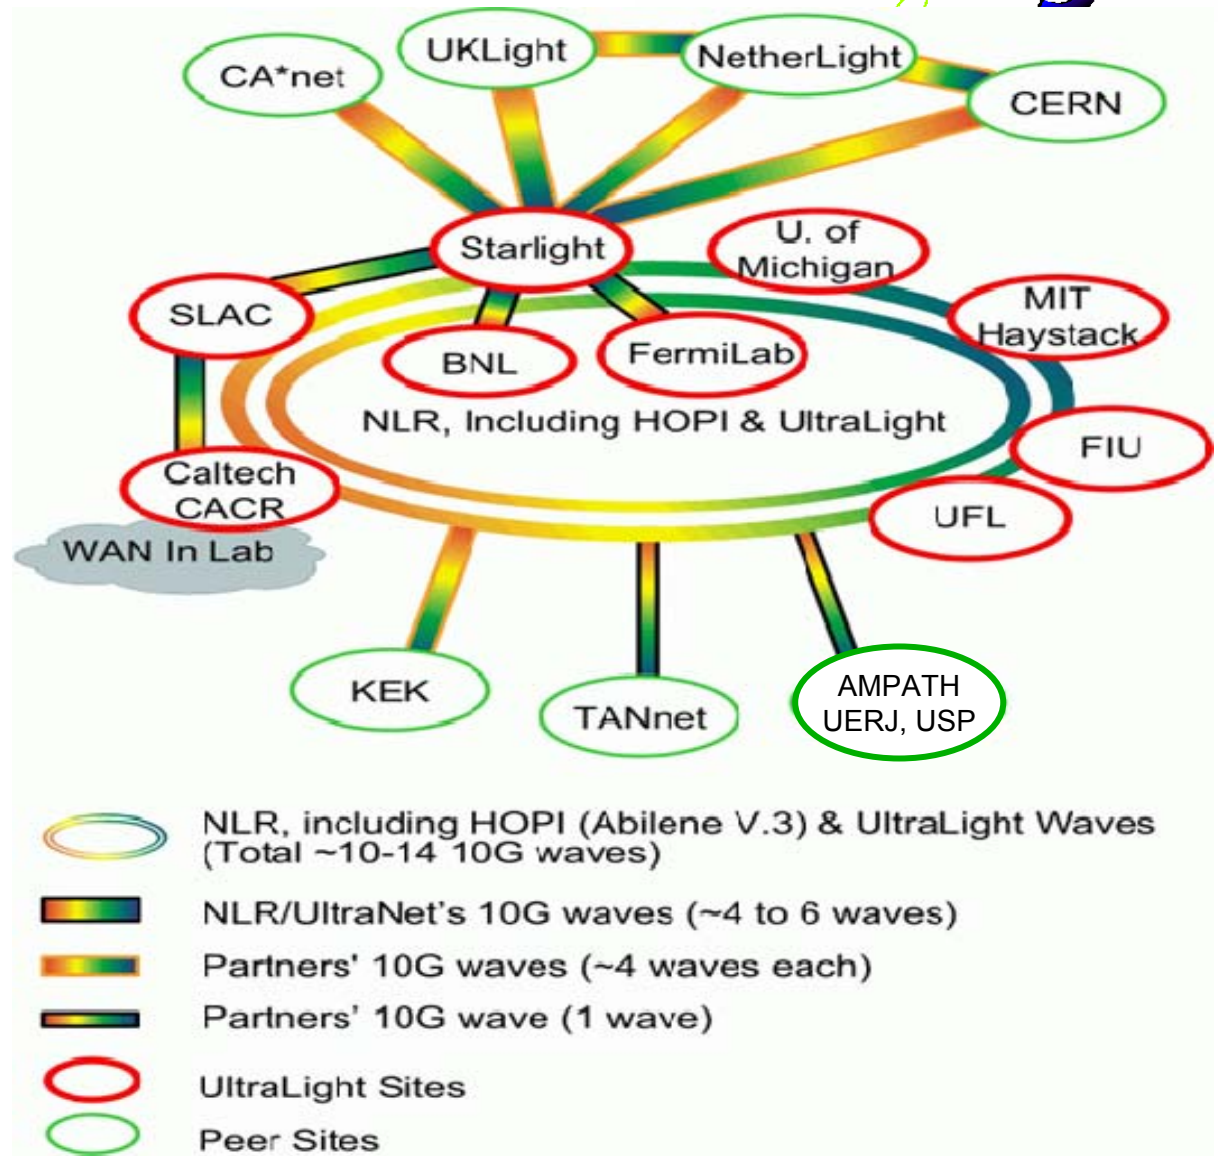 CA*net
UKLight
NetherLight
CERN
Starlight
U. of
Michigan
SLAC
MIT
Haystack
BNL
FermiLab
NLR, Including HOPI & UltraLight
FIU
Caltech
CACR
UFL
WAN In Lab
KEK
TANnet
AMPATH
UERJ, USP
NLR, including HOPI (Abilene V.3) & UltraLight Waves
(Total ~10-14 10G waves)
NLR/UltraNet's 10G waves (~4 to 6 waves)
Partners' 10G waves (~4 waves each)
Partners’ 10G wave (1 wave)
UltraLight Sites
Peer Sites